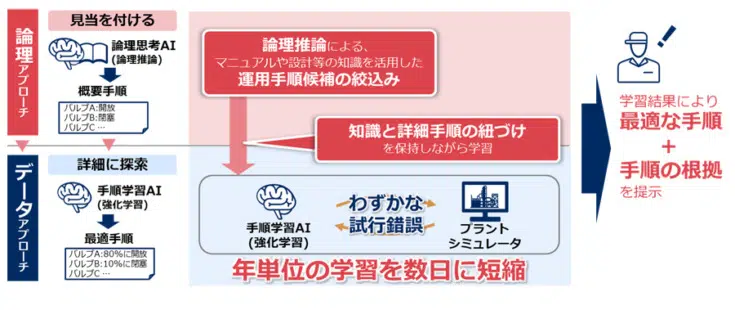 論理アプローチ
見当を付ける
論理思考AI
(論理推論)
概要手順
バルブA:開放
バルブB:閉塞
バルブC …
データアプローチ
詳細に探索
手順学習AI
(強化学習)
最適手順
バルブA:80%に開放
バルブB:10%に閉塞
バルブC …
論理推論による、
マニュアルや設計等の知識を活用した
運用手順候補の絞込み
知識と詳細手順の紐づけ
を保持しながら学習
手順学習AI
(強化学習)
わずかな
試行錯誤
プラント
シミュレータ
年単位の学習を数日に短縮
学習結果により
最適な手順
+
手順の根拠
を提示